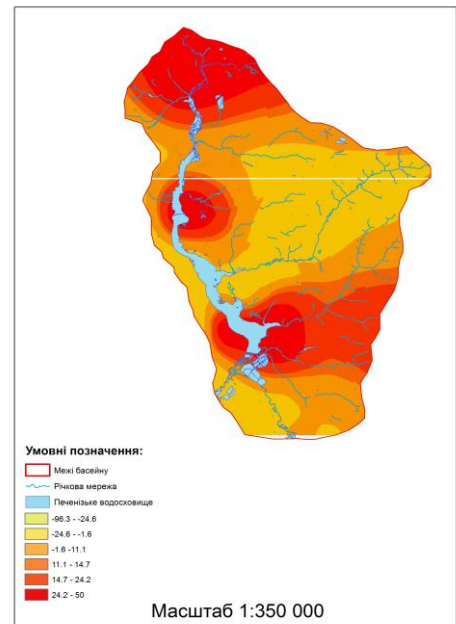 Умовні позначення:
Межі басейну
Річкова мережа
Печенізьке водосховище
-96.3 - -24.6
-24.6 - -1.6
-1.6 -11.1
11.1 - 14.7
14.7 - 24.2
24.2 - 50
Масштаб 1:350 000